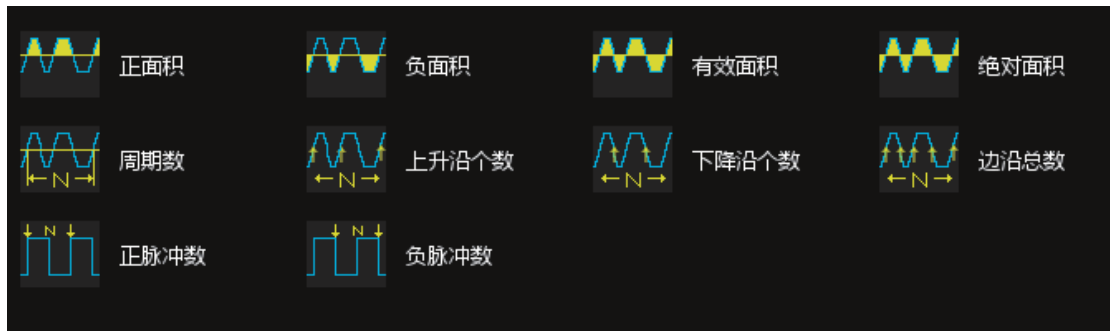 正面积 负面积 有效面积 绝对面积
周期数 上升沿个数 下降沿个数 边沿总数
N N N N
正脉冲数 负脉冲数
N N